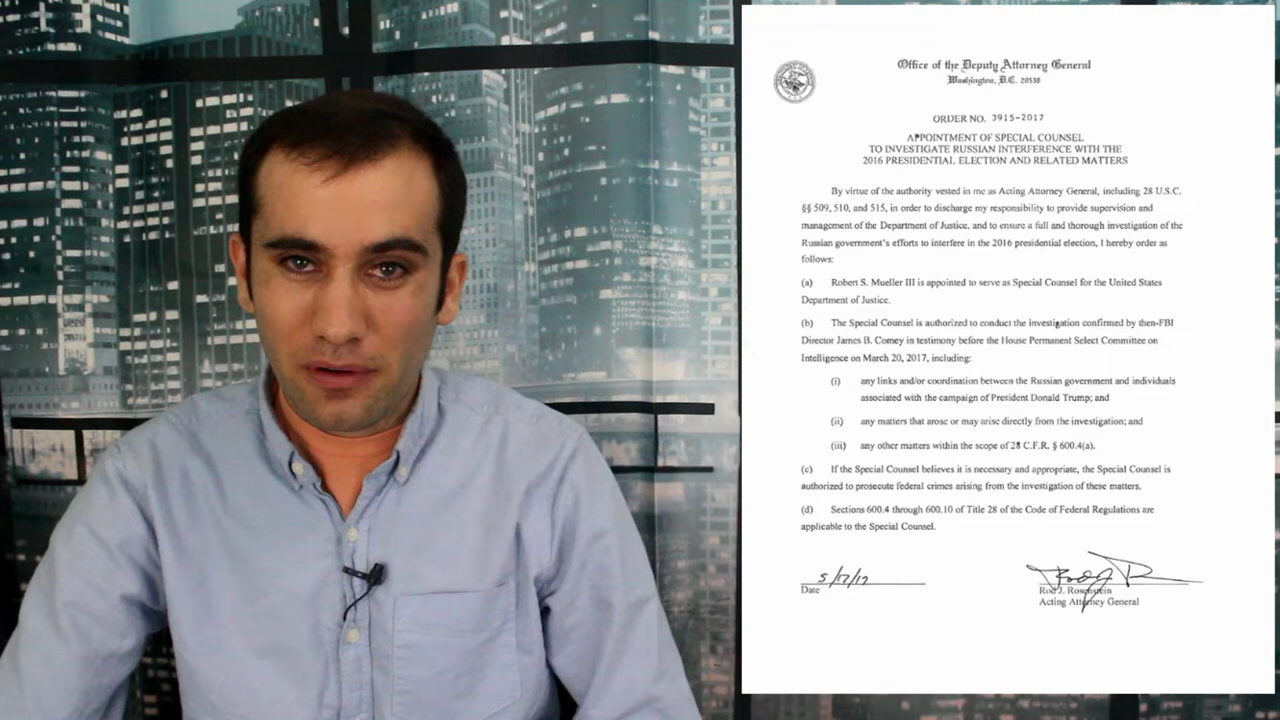 Office of the Deputy Attorney General
Washington, D.C. 20530
ORDER NO. 3915-2017
APPOINTMENT OF SPECIAL COUNSEL
TO INVESTIGATE RUSSIAN INTERFERENCE WITH THE
2016 PRESIDENTIAL ELECTION AND RELATED MATTERS
By virtue of the authority vested in me as Acting Attorney General, including 28 U.S.C.
§§ 509, 510, and 515, in order to discharge my responsibility to provide supervision and
management of the Department of Justice, and to ensure a full and thorough investigation of the
Russian government's efforts to interfere in the 2016 presidential election, I hereby order as
follows:
(a) Robert S. Mueller III is appointed to serve as Special Counsel for the United States
Department of Justice.
(b) The Special Counsel is authorized to conduct the investigation confirmed by then-FBI
Director James B. Comey in testimony before the House Permanent Select Committee on
Intelligence on March 20, 2017, including:
(i) any links and/or coordination between the Russian government and individuals
associated with the campaign of President Donald Trump; and
(ii) any matters that arose or may arise directly from the investigation; and
(iii) any other matters within the scope of 28 C.F.R. § 600.4(a).
(c) If the Special Counsel believes it is necessary and appropriate, the Special Counsel is
authorized to prosecute federal crimes arising from the investigation of these matters.
(d) Sections 600.4 through 600.10 of Title 28 of the Code of Federal Regulations are
applicable to the Special Counsel.
5/17/17
Date
Rod J. Rosenstein
Acting Attorney General